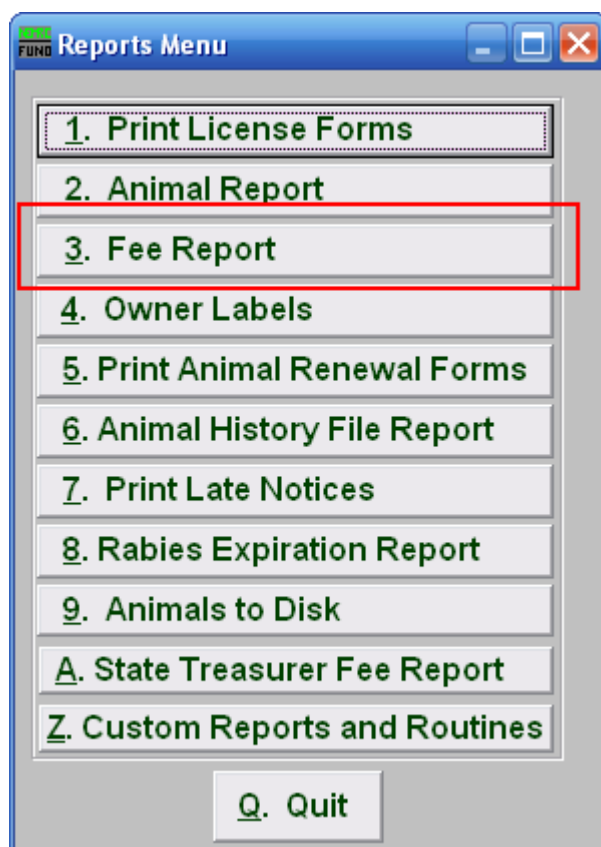 FUND Reports Menu
1. Print License Forms
2. Animal Report
3. Fee Report
4. Owner Labels
5. Print Animal Renewal Forms
6. Animal History File Report
7. Print Late Notices
8. Rabies Expiration Report
9. Animals to Disk
A. State Treasurer Fee Report
Z. Custom Reports and Routines
Q. Quit